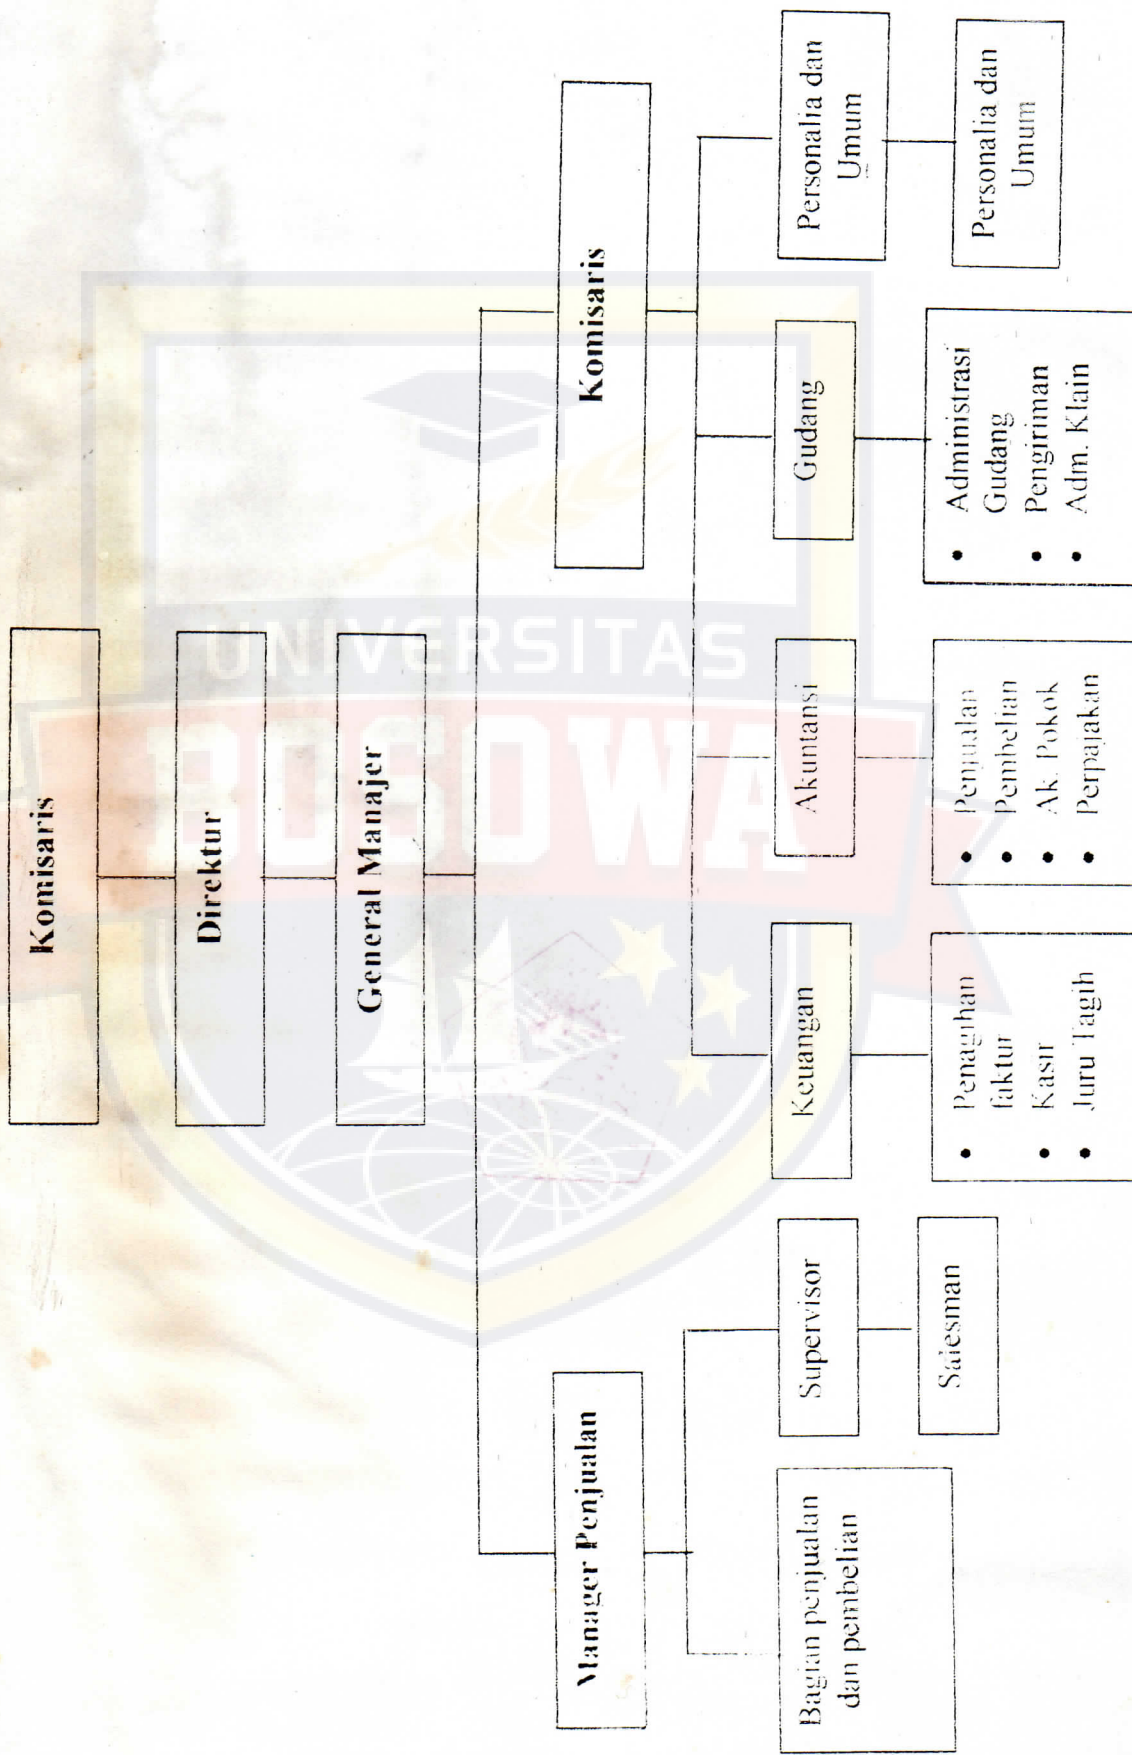 Komisaris
Direktur
General Manajer
Manager Penjualan
Komisaris
Bagian penjualan
dan pembelian
Supervisor
Keuangan
Akuntansi
Gudang
Personalia dan
Umum
Salesman
• Penagihan
faktur
• Kasir
• Juru Tagih
• Penjualan
• Pembelian
• Ak. Pokok
• Perpajakan
• Administrasi
Gudang
• Pengiriman
• Adm. Klain
Personalia dan
Umum
UNIVERSITAS
BOSOWA